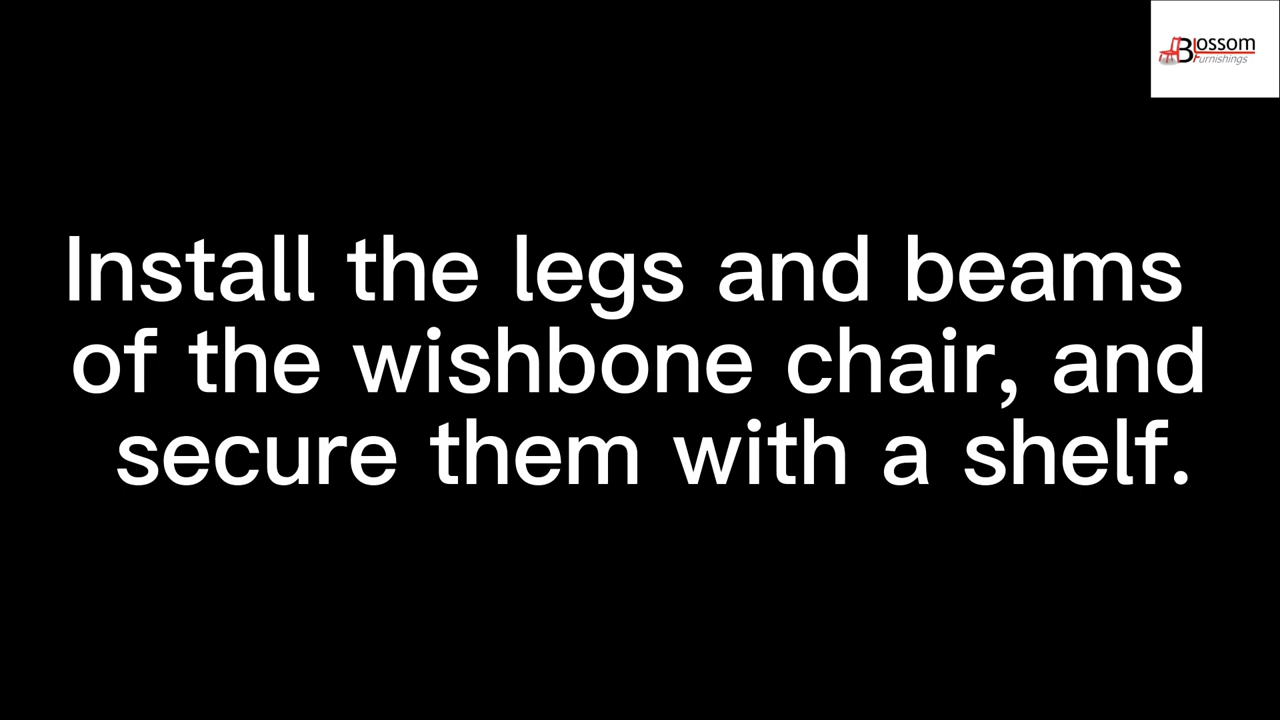 Blossom
Furnishings
Install the legs and beams
of the wishbone chair, and
secure them with a shelf.